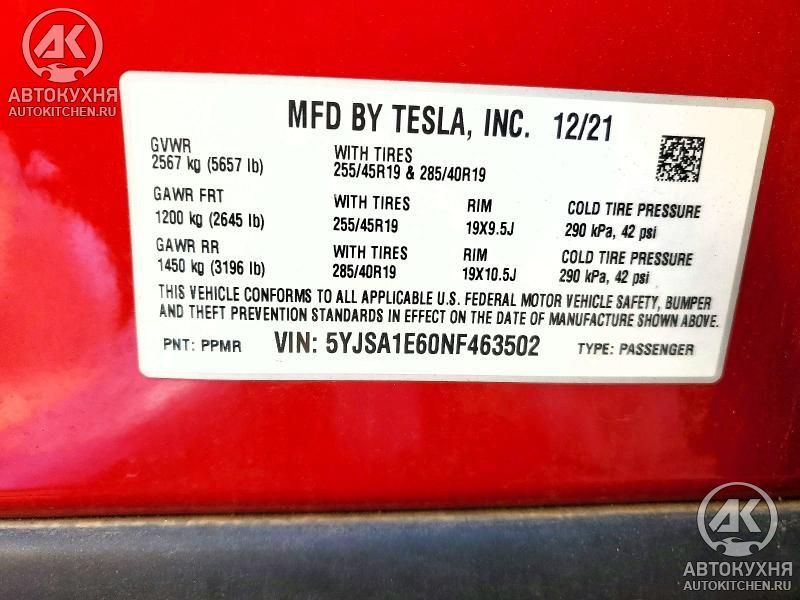 АК
АВТОКУХНЯ
AUTOKITCHEN.RU
MFD BY TESLA, INC. 12/21
GVWR
2567 kg (5657 lb)
WITH TIRES
255/45R19 & 285/40R19
GAWR FRT
1200 kg (2645 lb)
WITH TIRES
255/45R19
RIM
19X9.5J
COLD TIRE PRESSURE
290 kPa, 42 psi
GAWR RR
1450 kg (3196 lb)
WITH TIRES
285/40R19
RIM
19X10.5J
COLD TIRE PRESSURE
290 kPa, 42 psi
THIS VEHICLE CONFORMS TO ALL APPLICABLE U.S. FEDERAL MOTOR VEHICLE SAFETY, BUMPER
AND THEFT PREVENTION STANDARDS IN EFFECT ON THE DATE OF MANUFACTURE SHOWN ABOVE.
PNT: PPMR VIN: 5YJSA1E60NF463502 TYPE: PASSENGER
АК
АВТОКУХНЯ
AUTOKITCHEN.RU